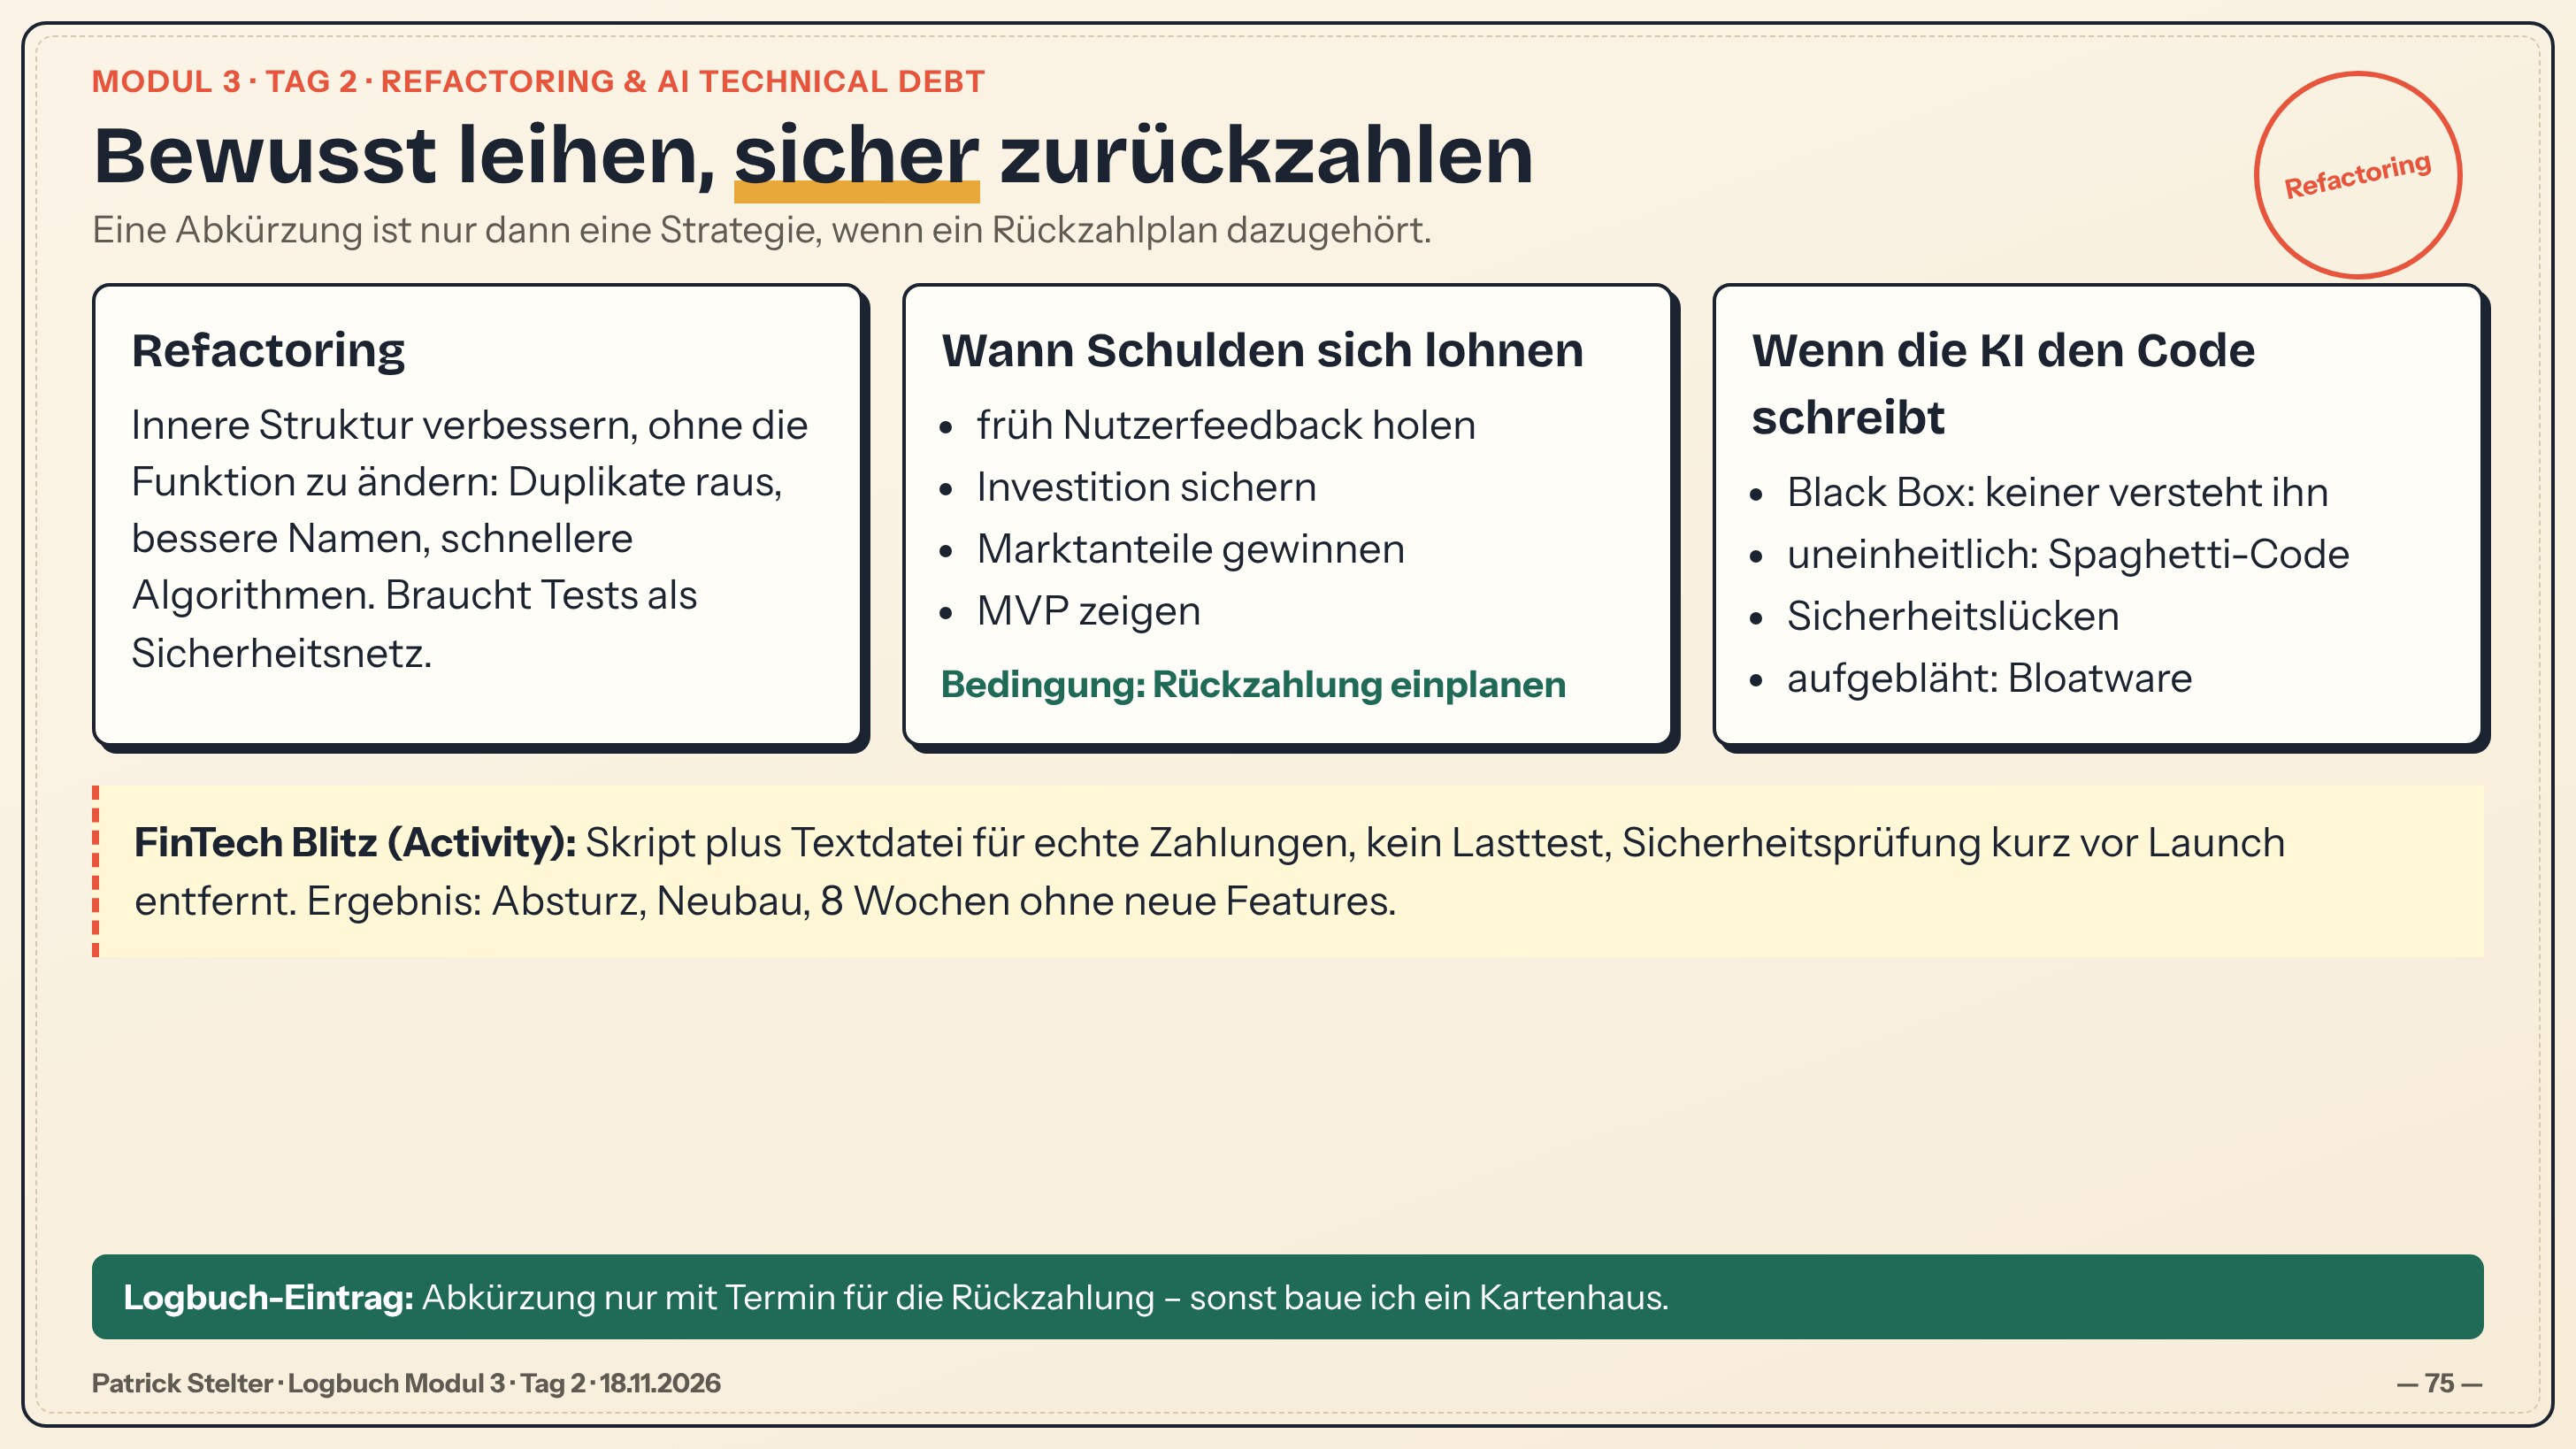 MODUL 3 · TAG 2 · REFACTORING & AI TECHNICAL DEBT
Bewusst leihen, sicher zurückzahlen
Eine Abkürzung ist nur dann eine Strategie, wenn ein Rückzahlplan dazugehört.
Refactoring
Refactoring
Innere Struktur verbessern, ohne die
Funktion zu ändern: Duplikate raus,
bessere Namen, schnellere
Algorithmen. Braucht Tests als
Sicherheitsnetz.
Wann Schulden sich lohnen
• früh Nutzerfeedback holen
• Investition sichern
• Marktanteile gewinnen
• MVP zeigen
Bedingung: Rückzahlung einplanen
Wenn die KI den Code
schreibt
• Black Box: keiner versteht ihn
• uneinheitlich: Spaghetti-Code
• Sicherheitslücken
• aufgebläht: Bloatware
FinTech Blitz (Activity): Skript plus Textdatei für echte Zahlungen, kein Lasttest, Sicherheitsprüfung kurz vor Launch
entfernt. Ergebnis: Absturz, Neubau, 8 Wochen ohne neue Features.
Logbuch-Eintrag: Abkürzung nur mit Termin für die Rückzahlung – sonst baue ich ein Kartenhaus.
Patrick Stelter · Logbuch Modul 3 · Tag 2 · 18.11.2026
— 75 —